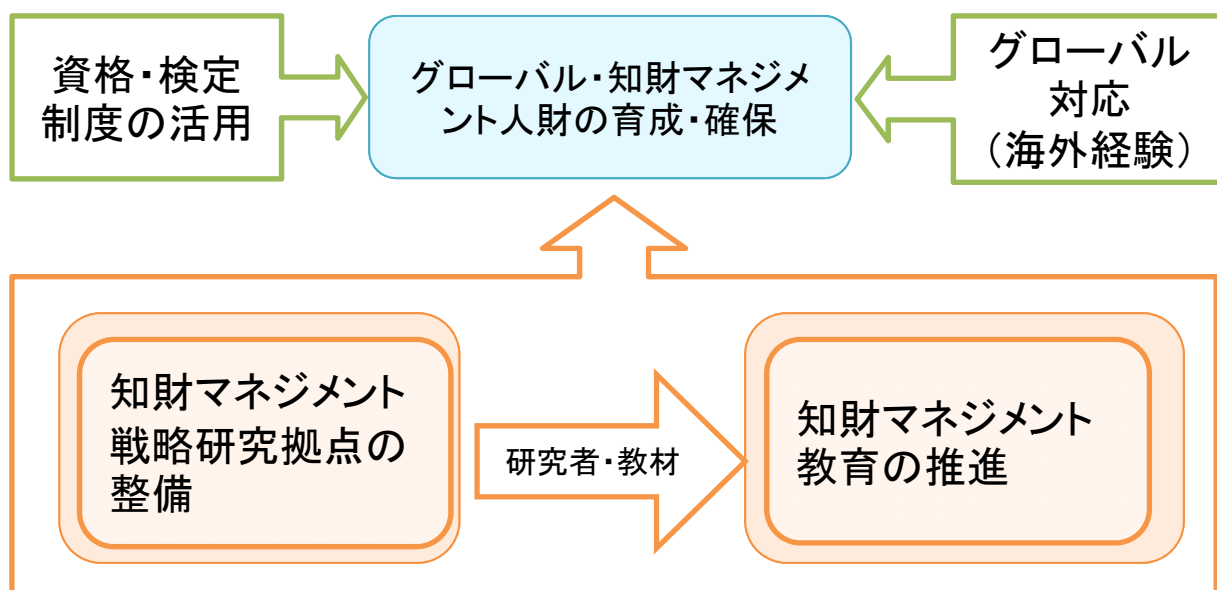 資格・検定
制度の活用
グローバル・知財マネジメ
ント人財の育成・確保
グローバル
対応
（海外経験）
知財マネジメント
戦略研究拠点の
整備
研究者・教材
知財マネジメント
教育の推進